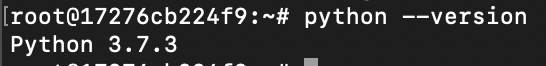 [root@17276cb224f9:~# python --version
Python 3.7.3